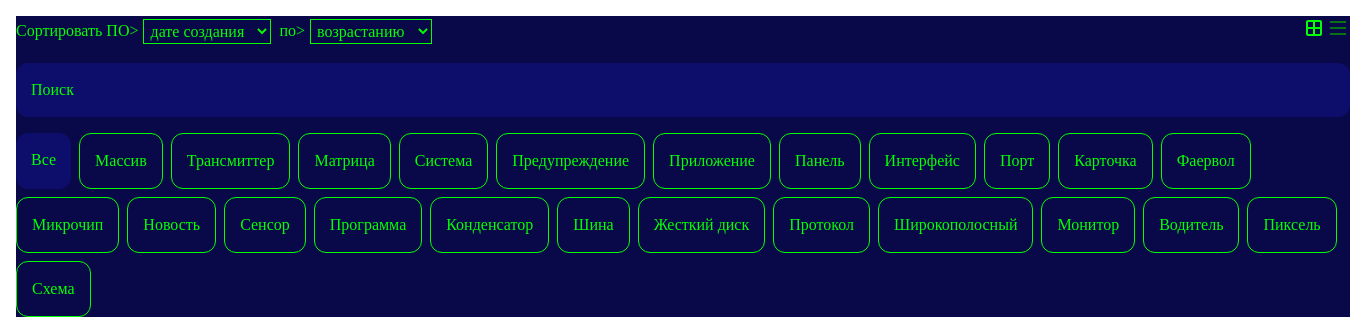 Сортировать ПО> дате создания по> возрастанию
Поиск
Все Массив Трансмиттер Матрица Система Предупреждение Приложение Панель Интерфейс Порт Карточка Фаервол
Микрочип Новость Сенсор Программа Конденсатор Шина Жесткий диск Протокол Широкополосный Монитор Водитель Пиксель
Схема